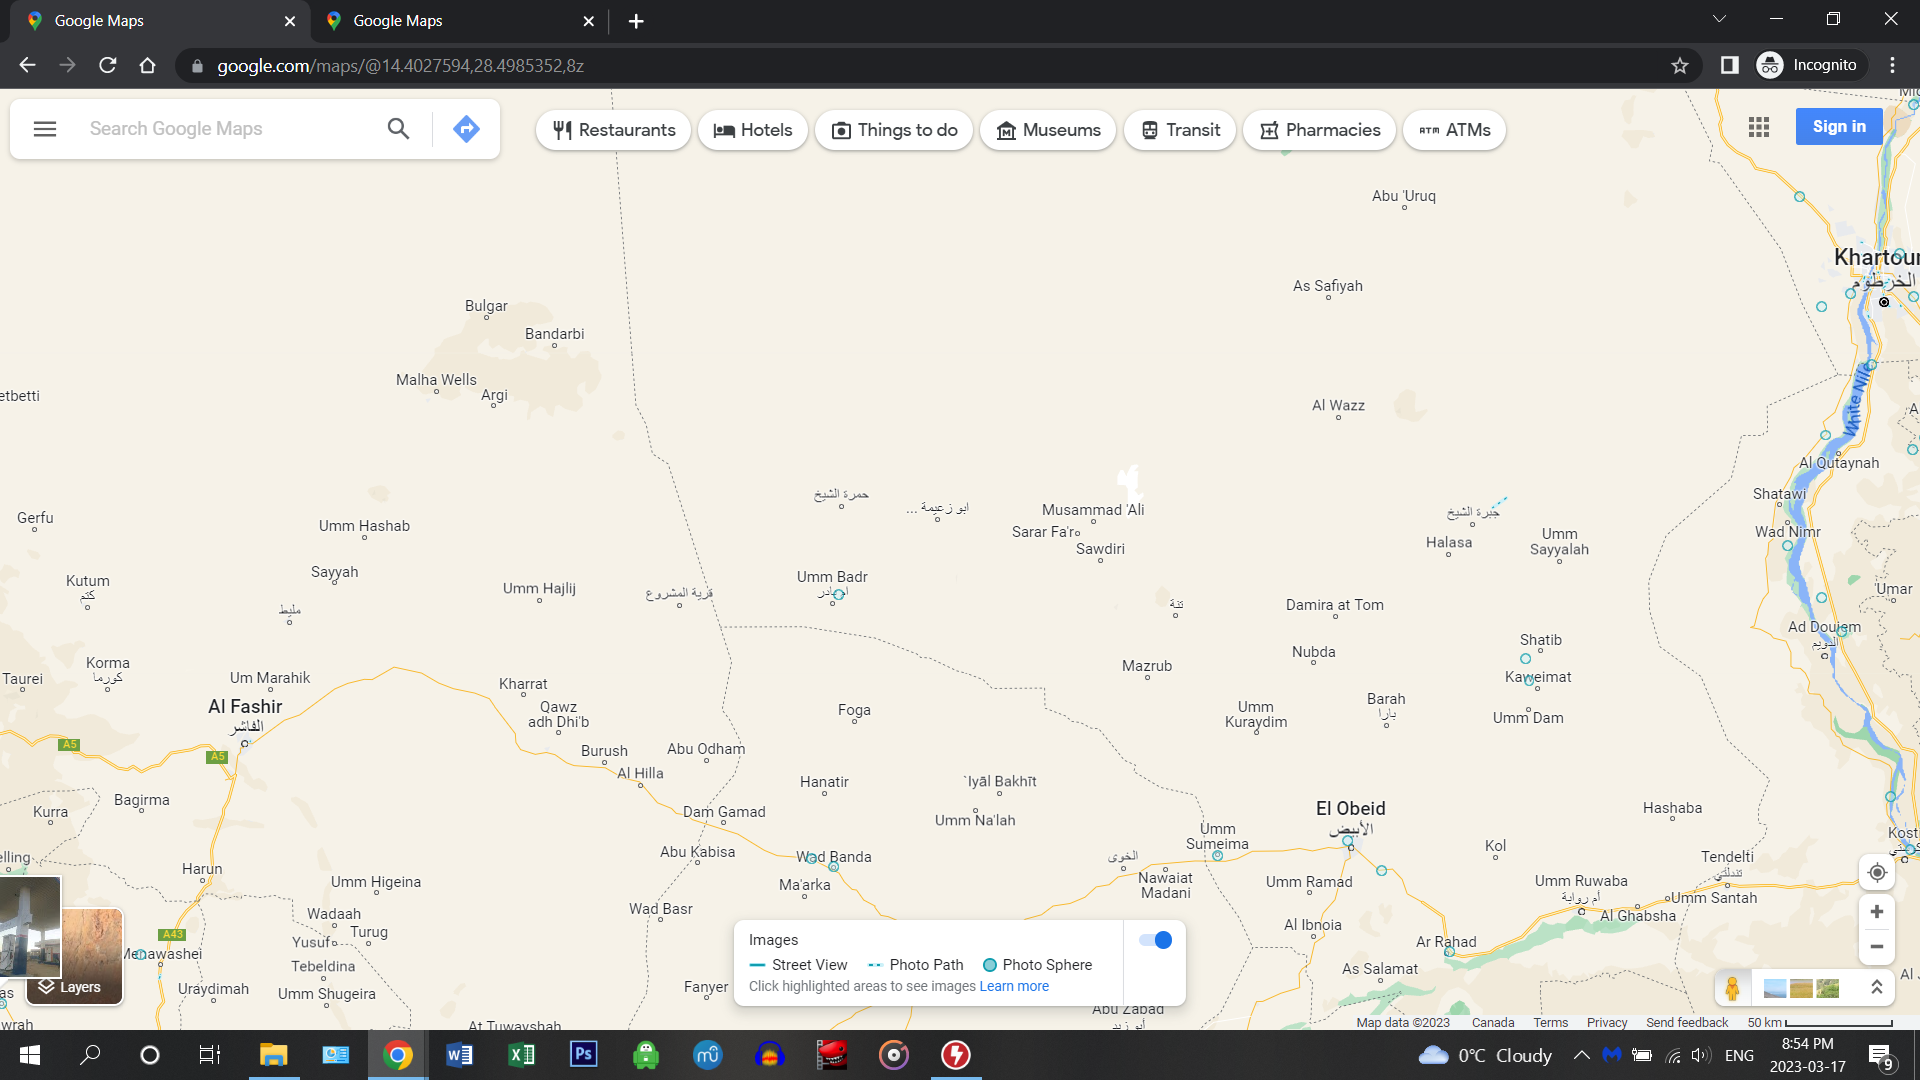 Google Maps
Google Maps
google.com/maps/@14.4027594,28.4985352,8z
Incognito
Search Google Maps
Restaurants
Hotels
Things to do
Museums
Transit
Pharmacies
ATM ATMs
Sign in
Abu 'Uruq
Khartoum
الخرطوم
As Safiyah
Bulgar
Bandarbi
Malha Wells
Argi
etbetti
Al Wazz
White Nile
Al Qutaynah
Shatawi
حمرة الشيخ
ابو زعيمة ...
Musammad 'Ali
Sarar Fa'r
Sawdiri
جبرة الشيخ
Halasa
Umm
Sayyalah
Wad Nimr
Gerfu
Umm Hashab
Sayyah
Kutum
كتم
مليط
Umm Hajlij
قرية المشروع
Umm Badr
ام بادر
تنة
Damira at Tom
'Umar
Ad Douiem
الدويم
Shatib
Nubda
Mazrub
Kaweimat
Korma
كورما
Taurei
Um Marahik
Kharrat
Al Fashir
الفاشر
Qawz
adh Dhi'b
Foga
Umm
Kuraydim
Barah
بارا
Umm Dam
A5
A5
Burush
Abu Odham
Al Hilla
Hanatir
`Iyāl Bakhīt
Bagirma
Kurra
Dam Gamad
Umm Na'lah
El Obeid
الأبيض
Hashaba
Umm
Sumeima
Kost
elling
Harun
Abu Kabisa
Wad Banda
Ma'arka
الخوى
Nawaiat
Madani
Kol
Tendelti
تندلتي
Umm Higeina
Umm Ramad
Umm Ruwaba
أم روابة
Umm Santah
Al Ghabsha
Wadaah
Wad Basr
Yusuf
Turug
A43
Menawashei
Al Ibnoia
Ar Rahad
Tebeldina
As Salamat
Uraydimah
Umm Shugeira
Fanyer
Abu Zabad
أبو زبد
At Tuwayshah
as
wrah
Layers
Images
Street View
Photo Path
Photo Sphere
Click highlighted areas to see images Learn more
Map data ©2023
Canada
Terms
Privacy
Send feedback
50 km
0°C Cloudy
ENG
8:54 PM
2023-03-17
9